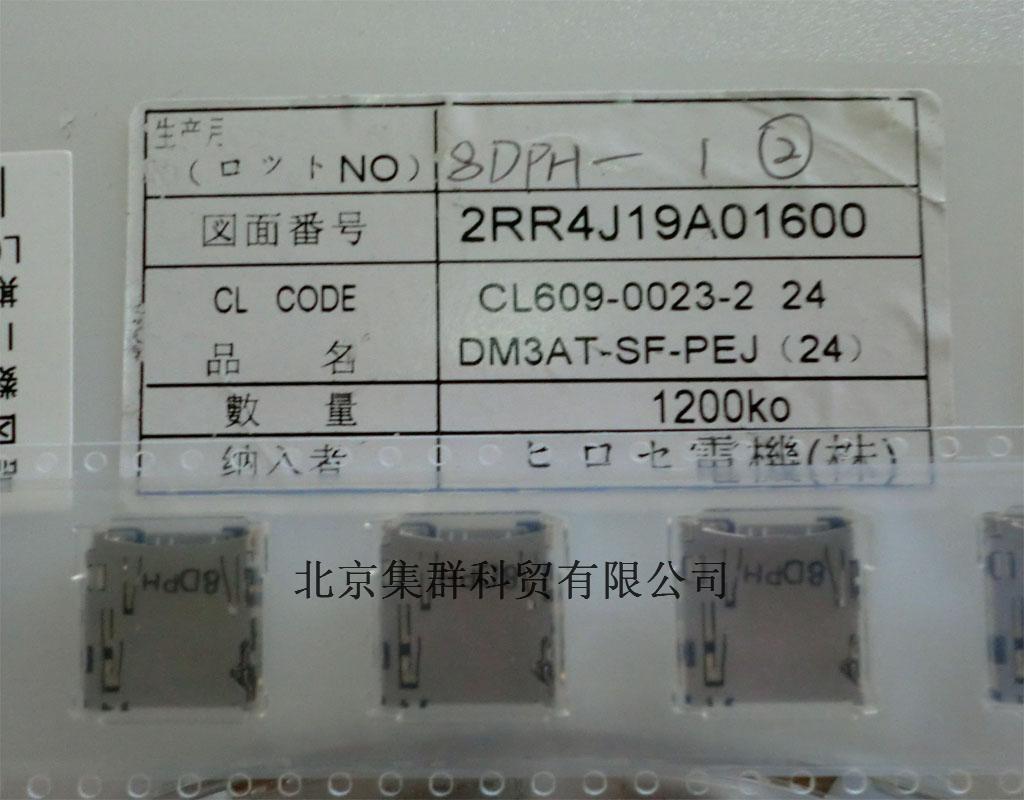 生産月
(ロットNO) 8DPH- 1 ②
図面番号 2RR4J19A01600
CL CODE CL609-0023-2 24
品 名 DM3AT-SF-PEJ (24)
數 量 1200ko
納入者 ヒロセ電機(株)
8DPH
8DPH
北京集群科贸有限公司